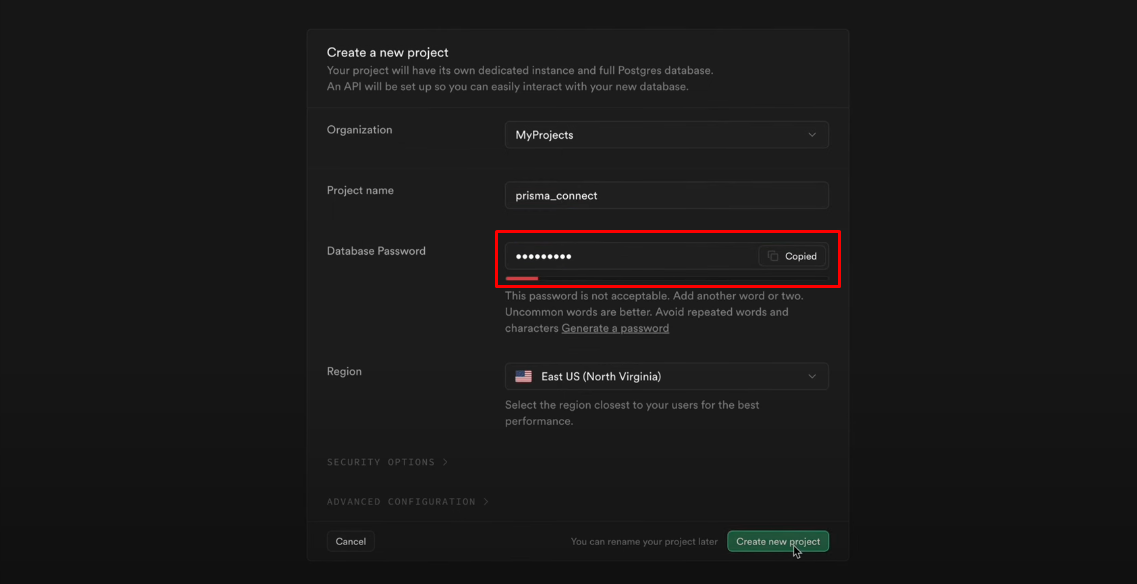 Create a new project
Your project will have its own dedicated instance and full Postgres database.
An API will be set up so you can easily interact with your new database.
Organization
MyProjects
Project name
prisma_connect
Database Password
•••••••••
Copied
This password is not acceptable. Add another word or two.
Uncommon words are better. Avoid repeated words and
characters Generate a password
Region
East US (North Virginia)
Select the region closest to your users for the best
performance.
SECURITY OPTIONS
ADVANCED CONFIGURATION
Cancel
You can rename your project later
Create new project